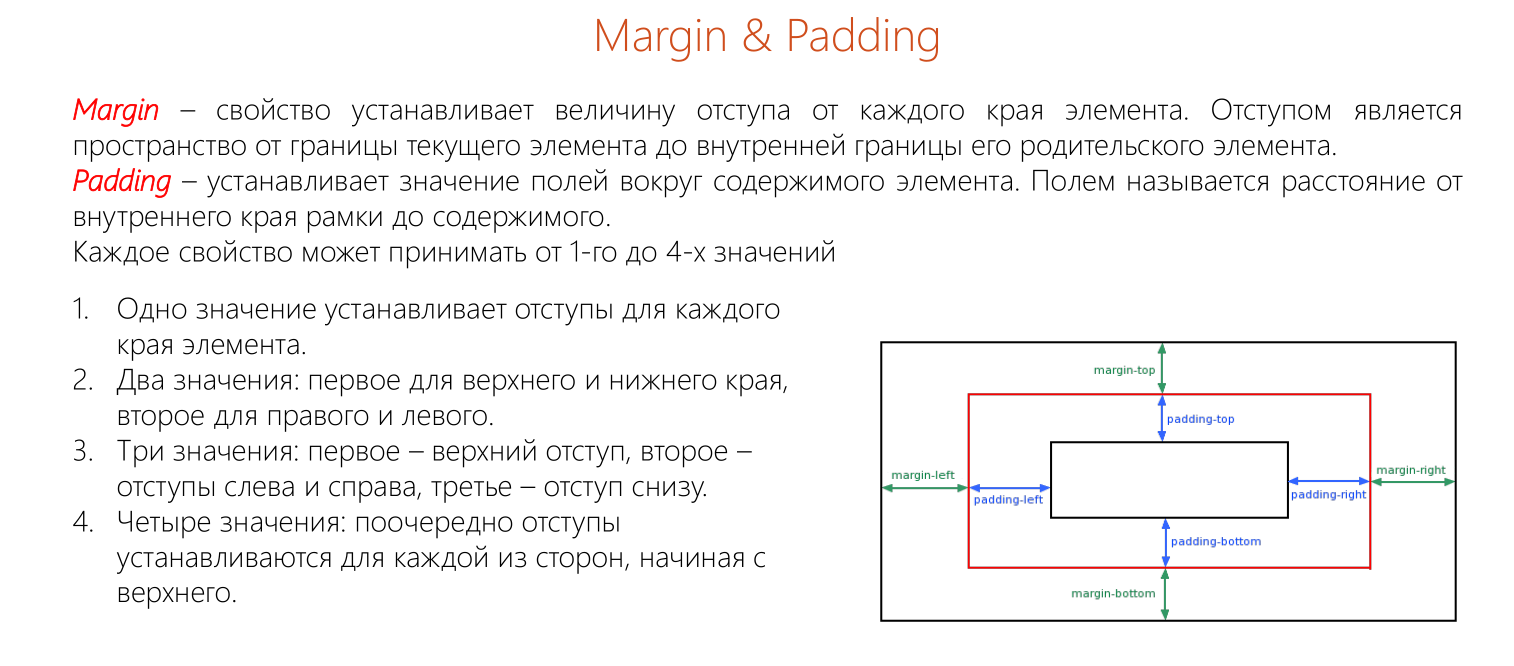 Margin & Padding
Margin – свойство устанавливает величину отступа от каждого края элемента. Отступом является
пространство от границы текущего элемента до внутренней границы его родительского элемента.
Padding – устанавливает значение полей вокруг содержимого элемента. Полем называется расстояние от
внутреннего края рамки до содержимого.
Каждое свойство может принимать от 1-го до 4-х значений
1. Одно значение устанавливает отступы для каждого
края элемента.
2. Два значения: первое для верхнего и нижнего края,
второе для правого и левого.
3. Три значения: первое – верхний отступ, второе –
отступы слева и справа, третье – отступ снизу.
4. Четыре значения: поочередно отступы
устанавливаются для каждой из сторон, начиная с
верхнего.
margin-top
padding-top
margin-left
padding-left
padding-right
margin-right
padding-bottom
margin-bottom